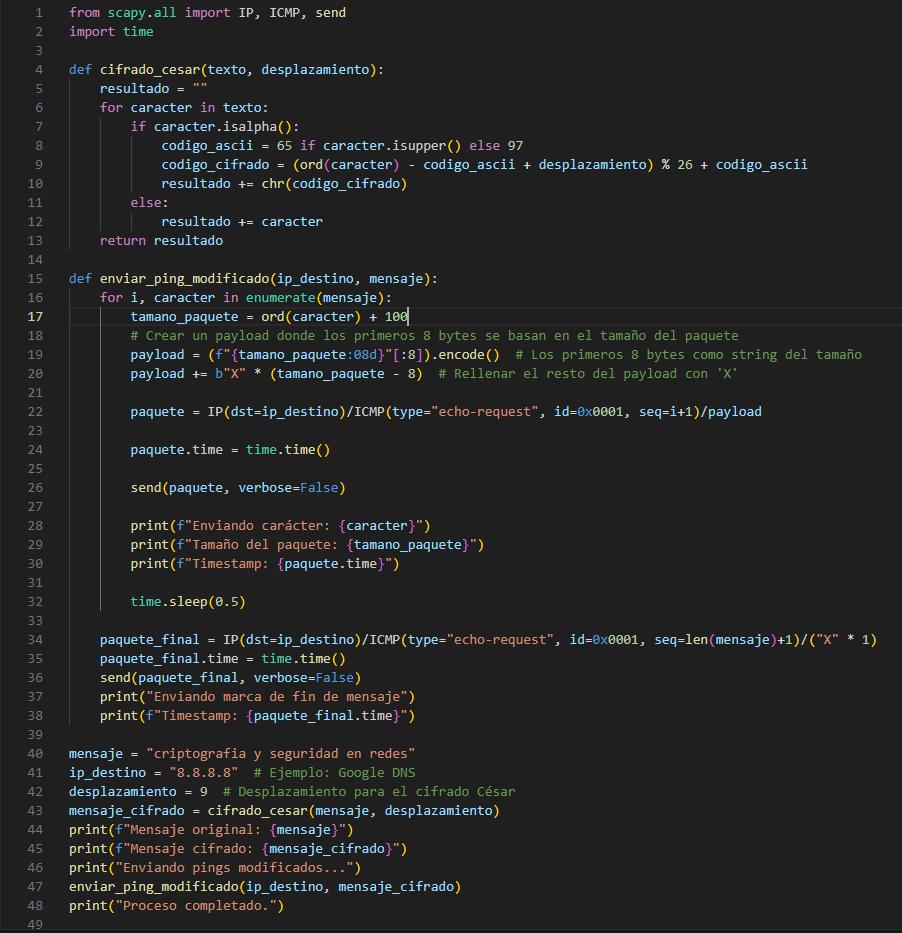 1 from scapy.all import IP, ICMP, send
2 import time
3
4 def cifrado_cesar(texto, desplazamiento):
5     resultado = ""
6     for caracter in texto:
7         if caracter.isalpha():
8             codigo_ascii = 65 if caracter.isupper() else 97
9             codigo_cifrado = (ord(caracter) - codigo_ascii + desplazamiento) % 26 + codigo_ascii
10             resultado += chr(codigo_cifrado)
11         else:
12             resultado += caracter
13     return resultado
14
15 def enviar_ping_modificado(ip_destino, mensaje):
16     for i, caracter in enumerate(mensaje):
17         tamano_paquete = ord(caracter) + 100
18         # Crear un payload donde los primeros 8 bytes se basan en el tamaño del paquete
19         payload = (f"{tamano_paquete:08d}"[:8]).encode()  # Los primeros 8 bytes como string del tamaño
20         payload += b"X" * (tamano_paquete - 8)  # Rellenar el resto del payload con 'X'
21
22         paquete = IP(dst=ip_destino)/ICMP(type="echo-request", id=0x0001, seq=i+1)/payload
23
24         paquete.time = time.time()
25
26         send(paquete, verbose=False)
27
28         print(f"Enviando carácter: {caracter}")
29         print(f"Tamaño del paquete: {tamano_paquete}")
30         print(f"Timestamp: {paquete.time}")
31
32         time.sleep(0.5)
33
34     paquete_final = IP(dst=ip_destino)/ICMP(type="echo-request", id=0x0001, seq=len(mensaje)+1)/("X" * 1)
35     paquete_final.time = time.time()
36     send(paquete_final, verbose=False)
37     print("Enviando marca de fin de mensaje")
38     print(f"Timestamp: {paquete_final.time}")
39
40 mensaje = "criptografia y seguridad en redes"
41 ip_destino = "8.8.8.8"  # Ejemplo: Google DNS
42 desplazamiento = 9  # Desplazamiento para el cifrado César
43 mensaje_cifrado = cifrado_cesar(mensaje, desplazamiento)
44 print(f"Mensaje original: {mensaje}")
45 print(f"Mensaje cifrado: {mensaje_cifrado}")
46 print("Enviando pings modificados...")
47 enviar_ping_modificado(ip_destino, mensaje_cifrado)
48 print("Proceso completado.")
49